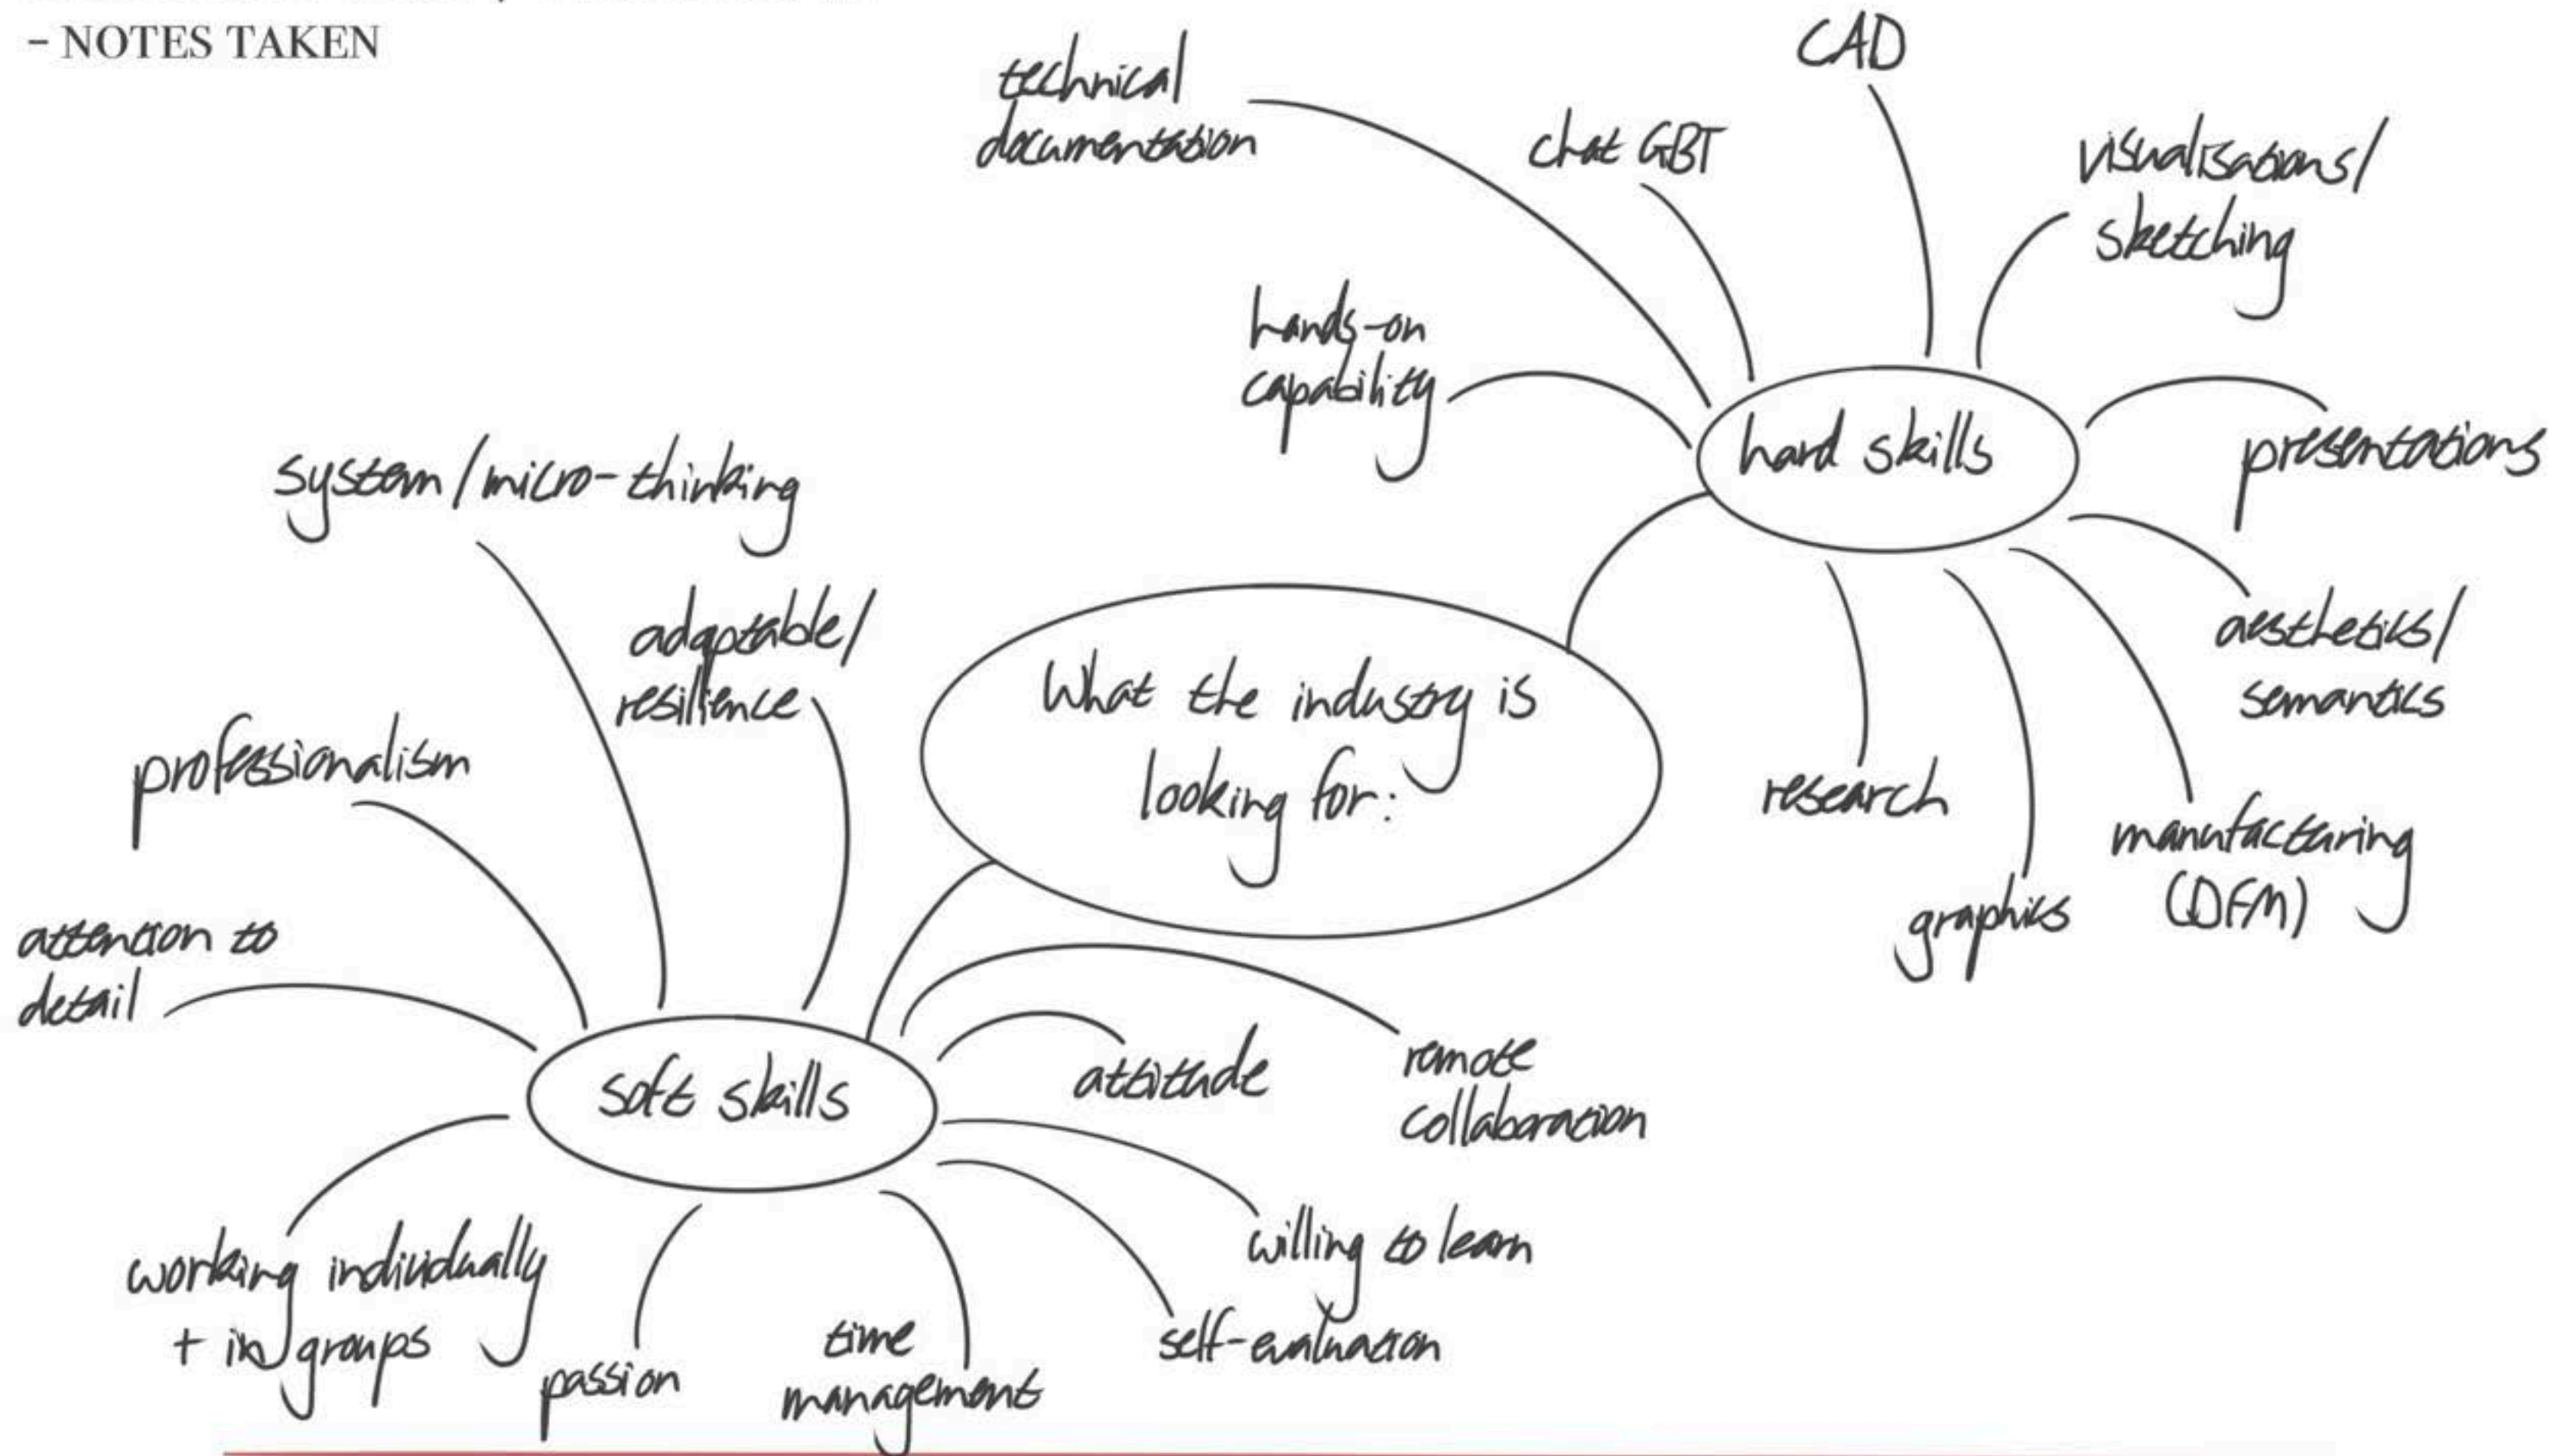 - NOTES TAKEN
What the industry is
looking for:
hard skills
technical
documentation
chat GBT
CAD
visualisations/
sketching
hands-on
capability
presentations
aesthetics/
semantics
manufacturing
(DFM)
graphics
research
soft skills
system/micro-thinking
adaptable/
resilience
professionalism
attention to
detail
working individually
+ in groups
passion
time
management
self-evaluation
willing to learn
attitude
remote
collaboration